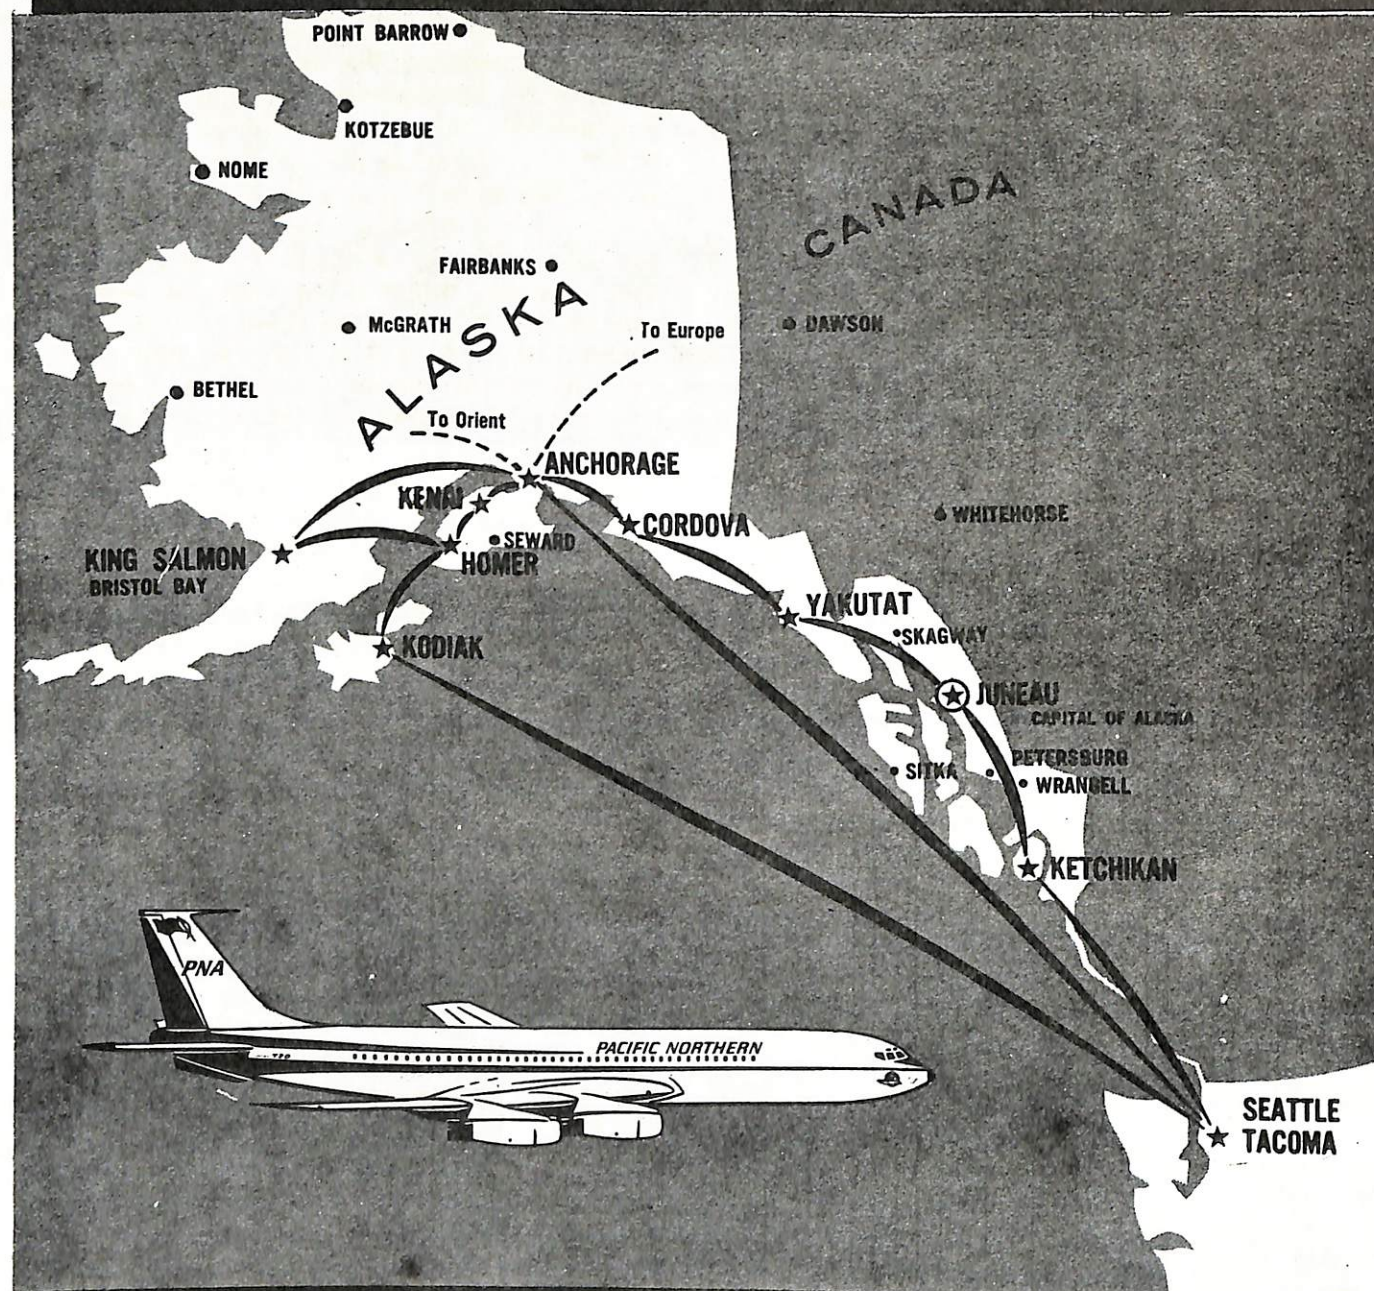 POINT BARROW
KOTZEBUE
NOME
CANADA
FAIRBANKS
ALASKA
McGRATH
To Europe
DAWSON
BETHEL
To Orient
ANCHORAGE
KENAI
CORDOVA
WHITEHORSE
SEWARD
KING SALMON
BRISTOL BAY
HOMER
YAKUTAT
SKAGWAY
KODIAK
JUNEAU
CAPITAL OF ALASKA
PETERSBURG
SITKA
WRANGELL
KETCHIKAN
PNA
PACIFIC NORTHERN
720
SEATTLE
TACOMA